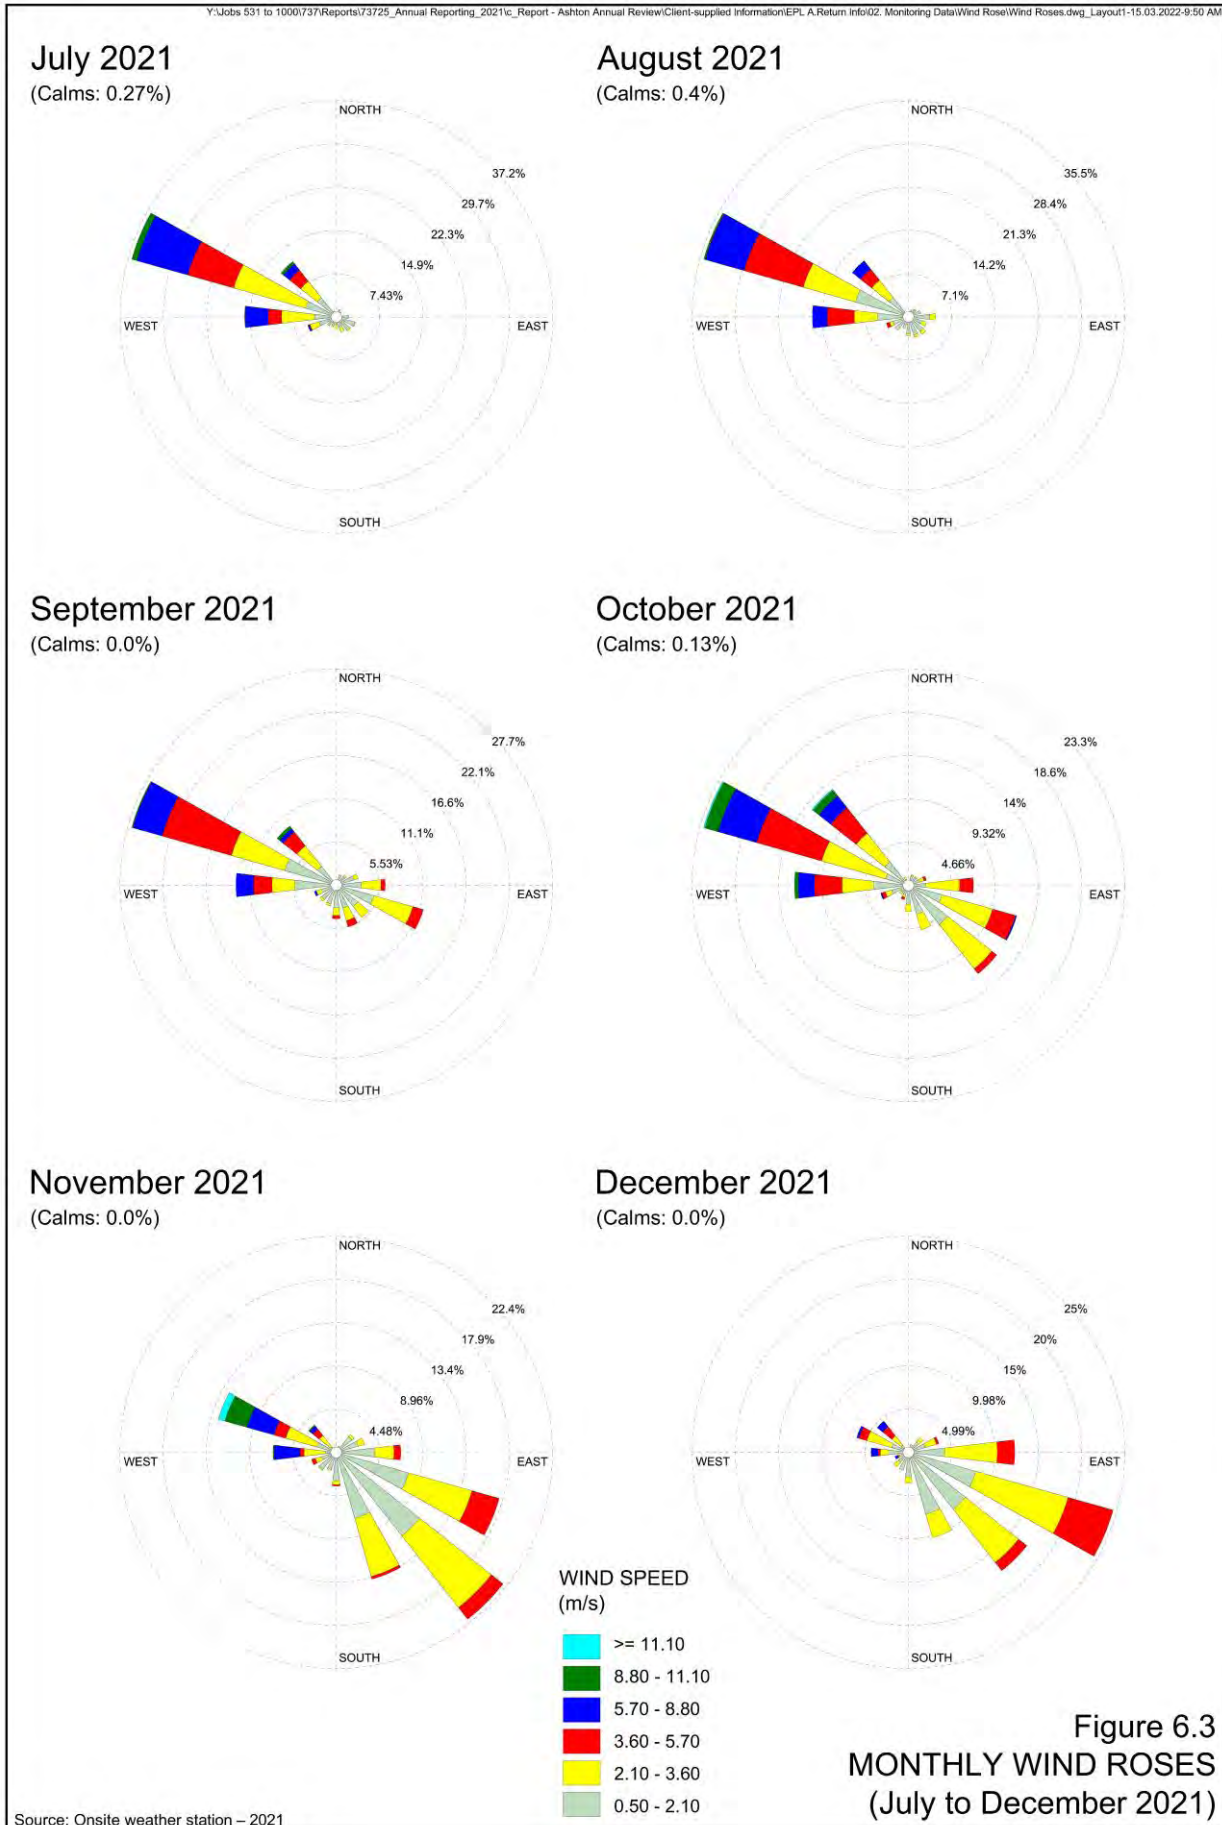 Y:\Jobs 531 to 1000\737\Reports\73725_Annual Reporting_2021\c_Report - Ashton Annual Review\Client-supplied Information\EPL A.Return Info\02. Monitoring Data\Wind Rose\Wind Roses.dwg_Layout1-15.03.2022-9:50 AM
July 2021
(Calms: 0.27%)
NORTH
37.2%
29.7%
22.3%
14.9%
7.43%
WEST
EAST
SOUTH
August 2021
(Calms: 0.4%)
NORTH
35.5%
28.4%
21.3%
14.2%
7.1%
WEST
EAST
SOUTH
September 2021
(Calms: 0.0%)
NORTH
27.7%
22.1%
16.6%
11.1%
5.53%
WEST
EAST
SOUTH
October 2021
(Calms: 0.13%)
NORTH
23.3%
18.6%
14%
9.32%
4.66%
WEST
EAST
SOUTH
November 2021
(Calms: 0.0%)
NORTH
22.4%
17.9%
13.4%
8.96%
4.48%
WEST
EAST
SOUTH
December 2021
(Calms: 0.0%)
NORTH
25%
20%
15%
9.98%
4.99%
WEST
EAST
SOUTH
WIND SPEED
(m/s)
>= 11.10
8.80 - 11.10
5.70 - 8.80
3.60 - 5.70
2.10 - 3.60
0.50 - 2.10
Figure 6.3
MONTHLY WIND ROSES
(July to December 2021)
Source: Onsite weather station – 2021